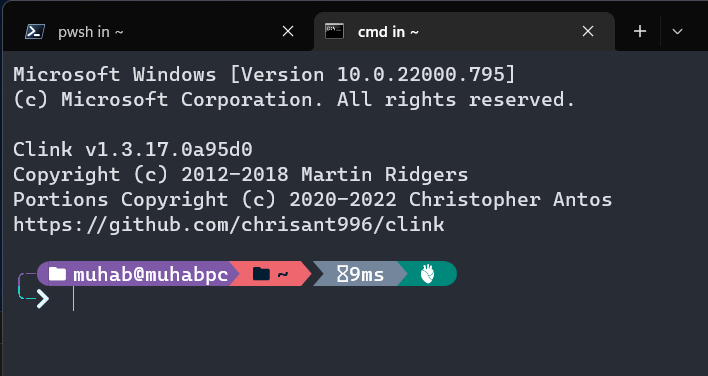 pwsh in ~
cmd in ~
Microsoft Windows [Version 10.0.22000.795]
(c) Microsoft Corporation. All rights reserved.
Clink v1.3.17.0a95d0
Copyright (c) 2012-2018 Martin Ridgers
Portions Copyright (c) 2020-2022 Christopher Antos
https://github.com/chrisant996/clink
muhab@muhabpc ~ 9ms